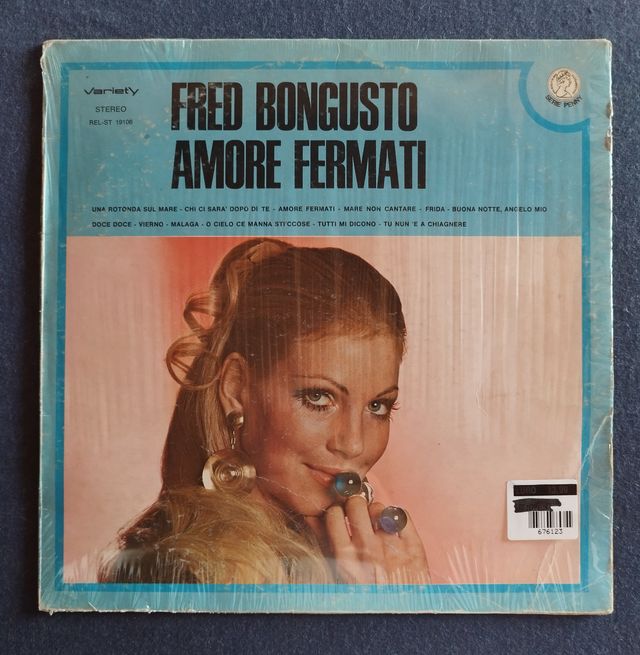 variety
STEREO
REL-ST 19106
SERIE PENNY
FRED BONGUSTO
AMORE FERMATI
UNA ROTONDA SUL MARE - CHI CI SARA' DOPO DI TE - AMORE FERMATI - MARE NON CANTARE - FRIDA - BUONA NOTTE, ANGELO MIO
DOCE DOCE - VIERNO - MALAGA - O CIELO CE MANNA STI'CCOSE - TUTTI MI DICONO - TU NUN 'E A CHIAGNERE
676123